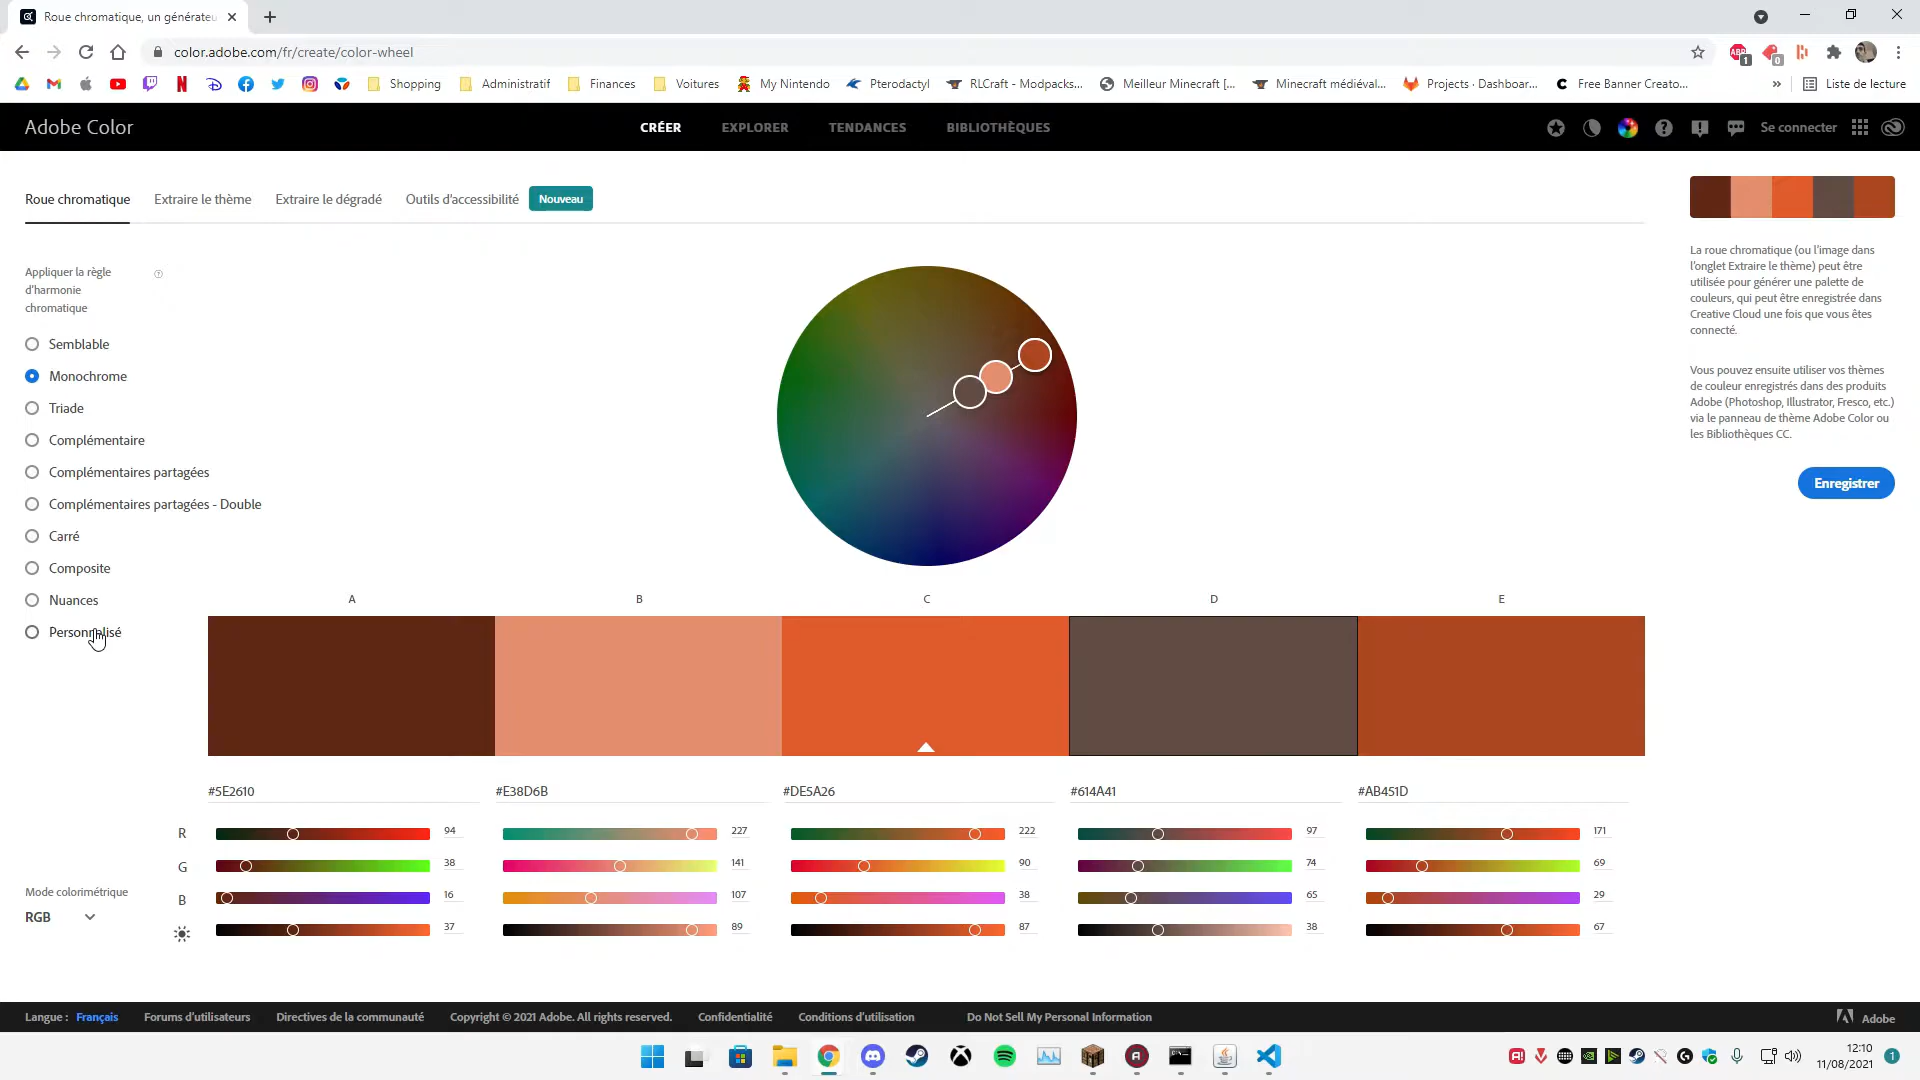 Roue chromatique, un générateu
color.adobe.com/fr/create/color-wheel
Shopping
Administratif
Finances
Voitures
My Nintendo
Pterodactyl
RLCraft - Modpacks...
Meilleur Minecraft [...
Minecraft médiéval...
Projects · Dashboar...
Free Banner Creato...
Liste de lecture
Adobe Color
CRÉER
EXPLORER
TENDANCES
BIBLIOTHÈQUES
Se connecter
Roue chromatique
Extraire le thème
Extraire le dégradé
Outils d'accessibilité
Nouveau
Appliquer la règle
d'harmonie
chromatique
Semblable
Monochrome
Triade
Complémentaire
Complémentaires partagées
Complémentaires partagées - Double
Carré
Composite
Nuances
Personnalisé
La roue chromatique (ou l'image dans
l'onglet Extraire le thème) peut être
utilisée pour générer une palette de
couleurs, qui peut être enregistrée dans
Creative Cloud une fois que vous êtes
connecté.
Vous pouvez ensuite utiliser vos thèmes
de couleur enregistrés dans des produits
Adobe (Photoshop, Illustrator, Fresco, etc.)
via le panneau de thème Adobe Color ou
les Bibliothèques CC.
Enregistrer
A B C D E
#5E2610 #E38D6B #DE5A26 #614A41 #AB451D
R 94 227 222 97 171
G 38 141 90 74 69
B 16 107 38 65 29
37 89 87 38 67
Mode colorimétrique
RGB
Langue : Français
Forums d'utilisateurs
Directives de la communauté
Copyright © 2021 Adobe. All rights reserved.
Confidentialité
Conditions d'utilisation
Do Not Sell My Personal Information
Adobe
12:10
11/08/2021
1